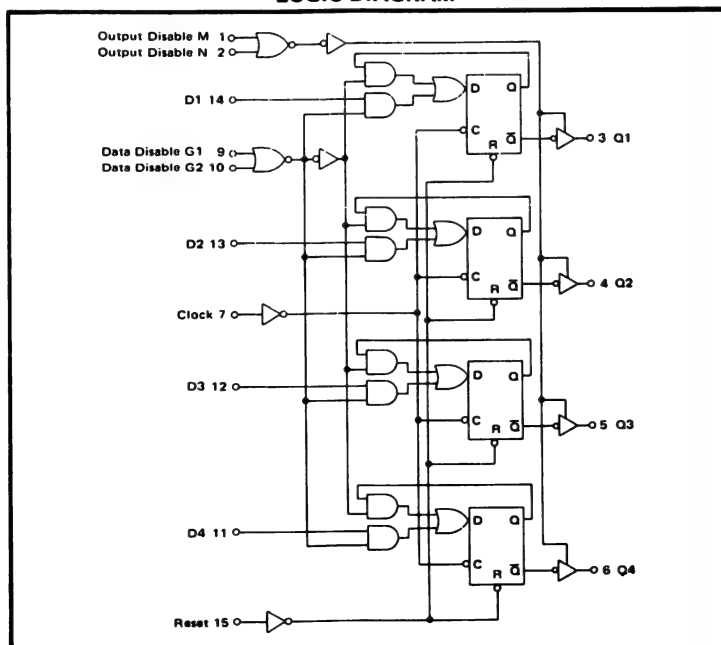 LOGIC DIAGRAM
Output Disable M 1
Output Disable N 2
D1 14
D Q
C
R Q̅
3 Q1
Data Disable G1 9
Data Disable G2 10
D2 13
D Q
C
R Q̅
4 Q2
Clock 7
D3 12
D Q
C
R Q̅
5 Q3
D4 11
D Q
C
R Q̅
6 Q4
Reset 15